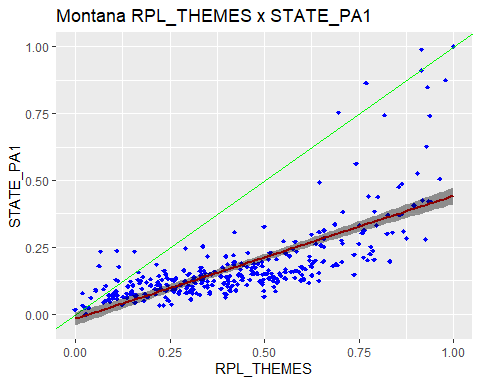 Montana RPL_THEMES x STATE_PA1
1.00
0.75
0.50
0.25
0.00
STATE_PA1
0.00 0.25 0.50 0.75 1.00
RPL_THEMES